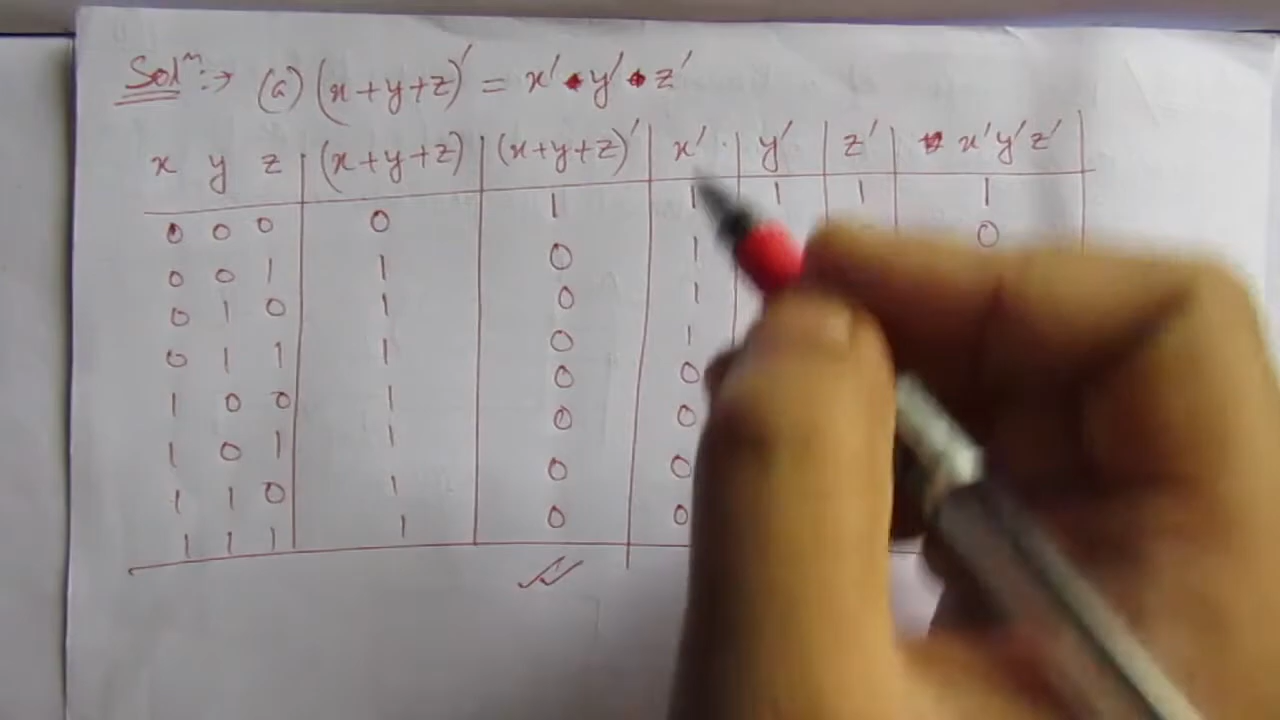 Solⁿ:→ (a) (x+y+z)' = x' • y' • z'
x y z (x+y+z) (x+y+z)' x' y' z' x'y'z'
0 0 0 0 1 1 1 1 1
0 0 1 1 0 1 0
0 1 0 1 0 1
0 1 1 1 0 1
1 0 0 1 0 0
1 0 1 1 0 0
1 1 0 1 0 0
1 1 1 1 0 0